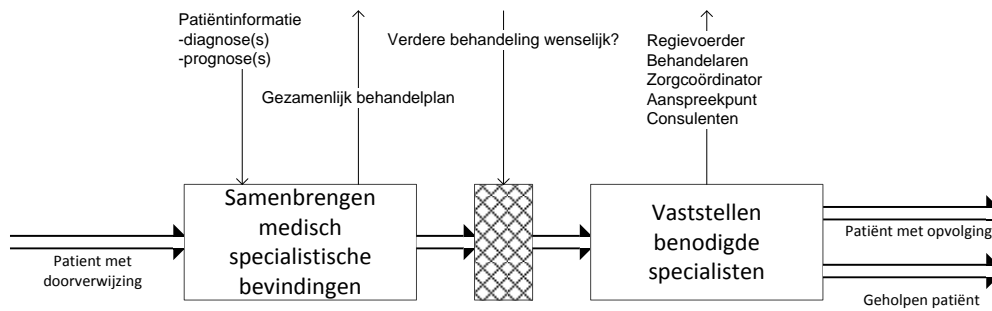 Patiëntinformatie
-diagnose(s)
-prognose(s)
Gezamenlijk behandelplan
Verdere behandeling wenselijk?
Regievoerder
Behandelaren
Zorgcoördinator
Aanspreekpunt
Consulenten
Patient met
doorverwijzing
Samenbrengen
medisch
specialistische
bevindingen
Vaststellen
benodigde
specialisten
Patiënt met opvolging
Geholpen patiënt